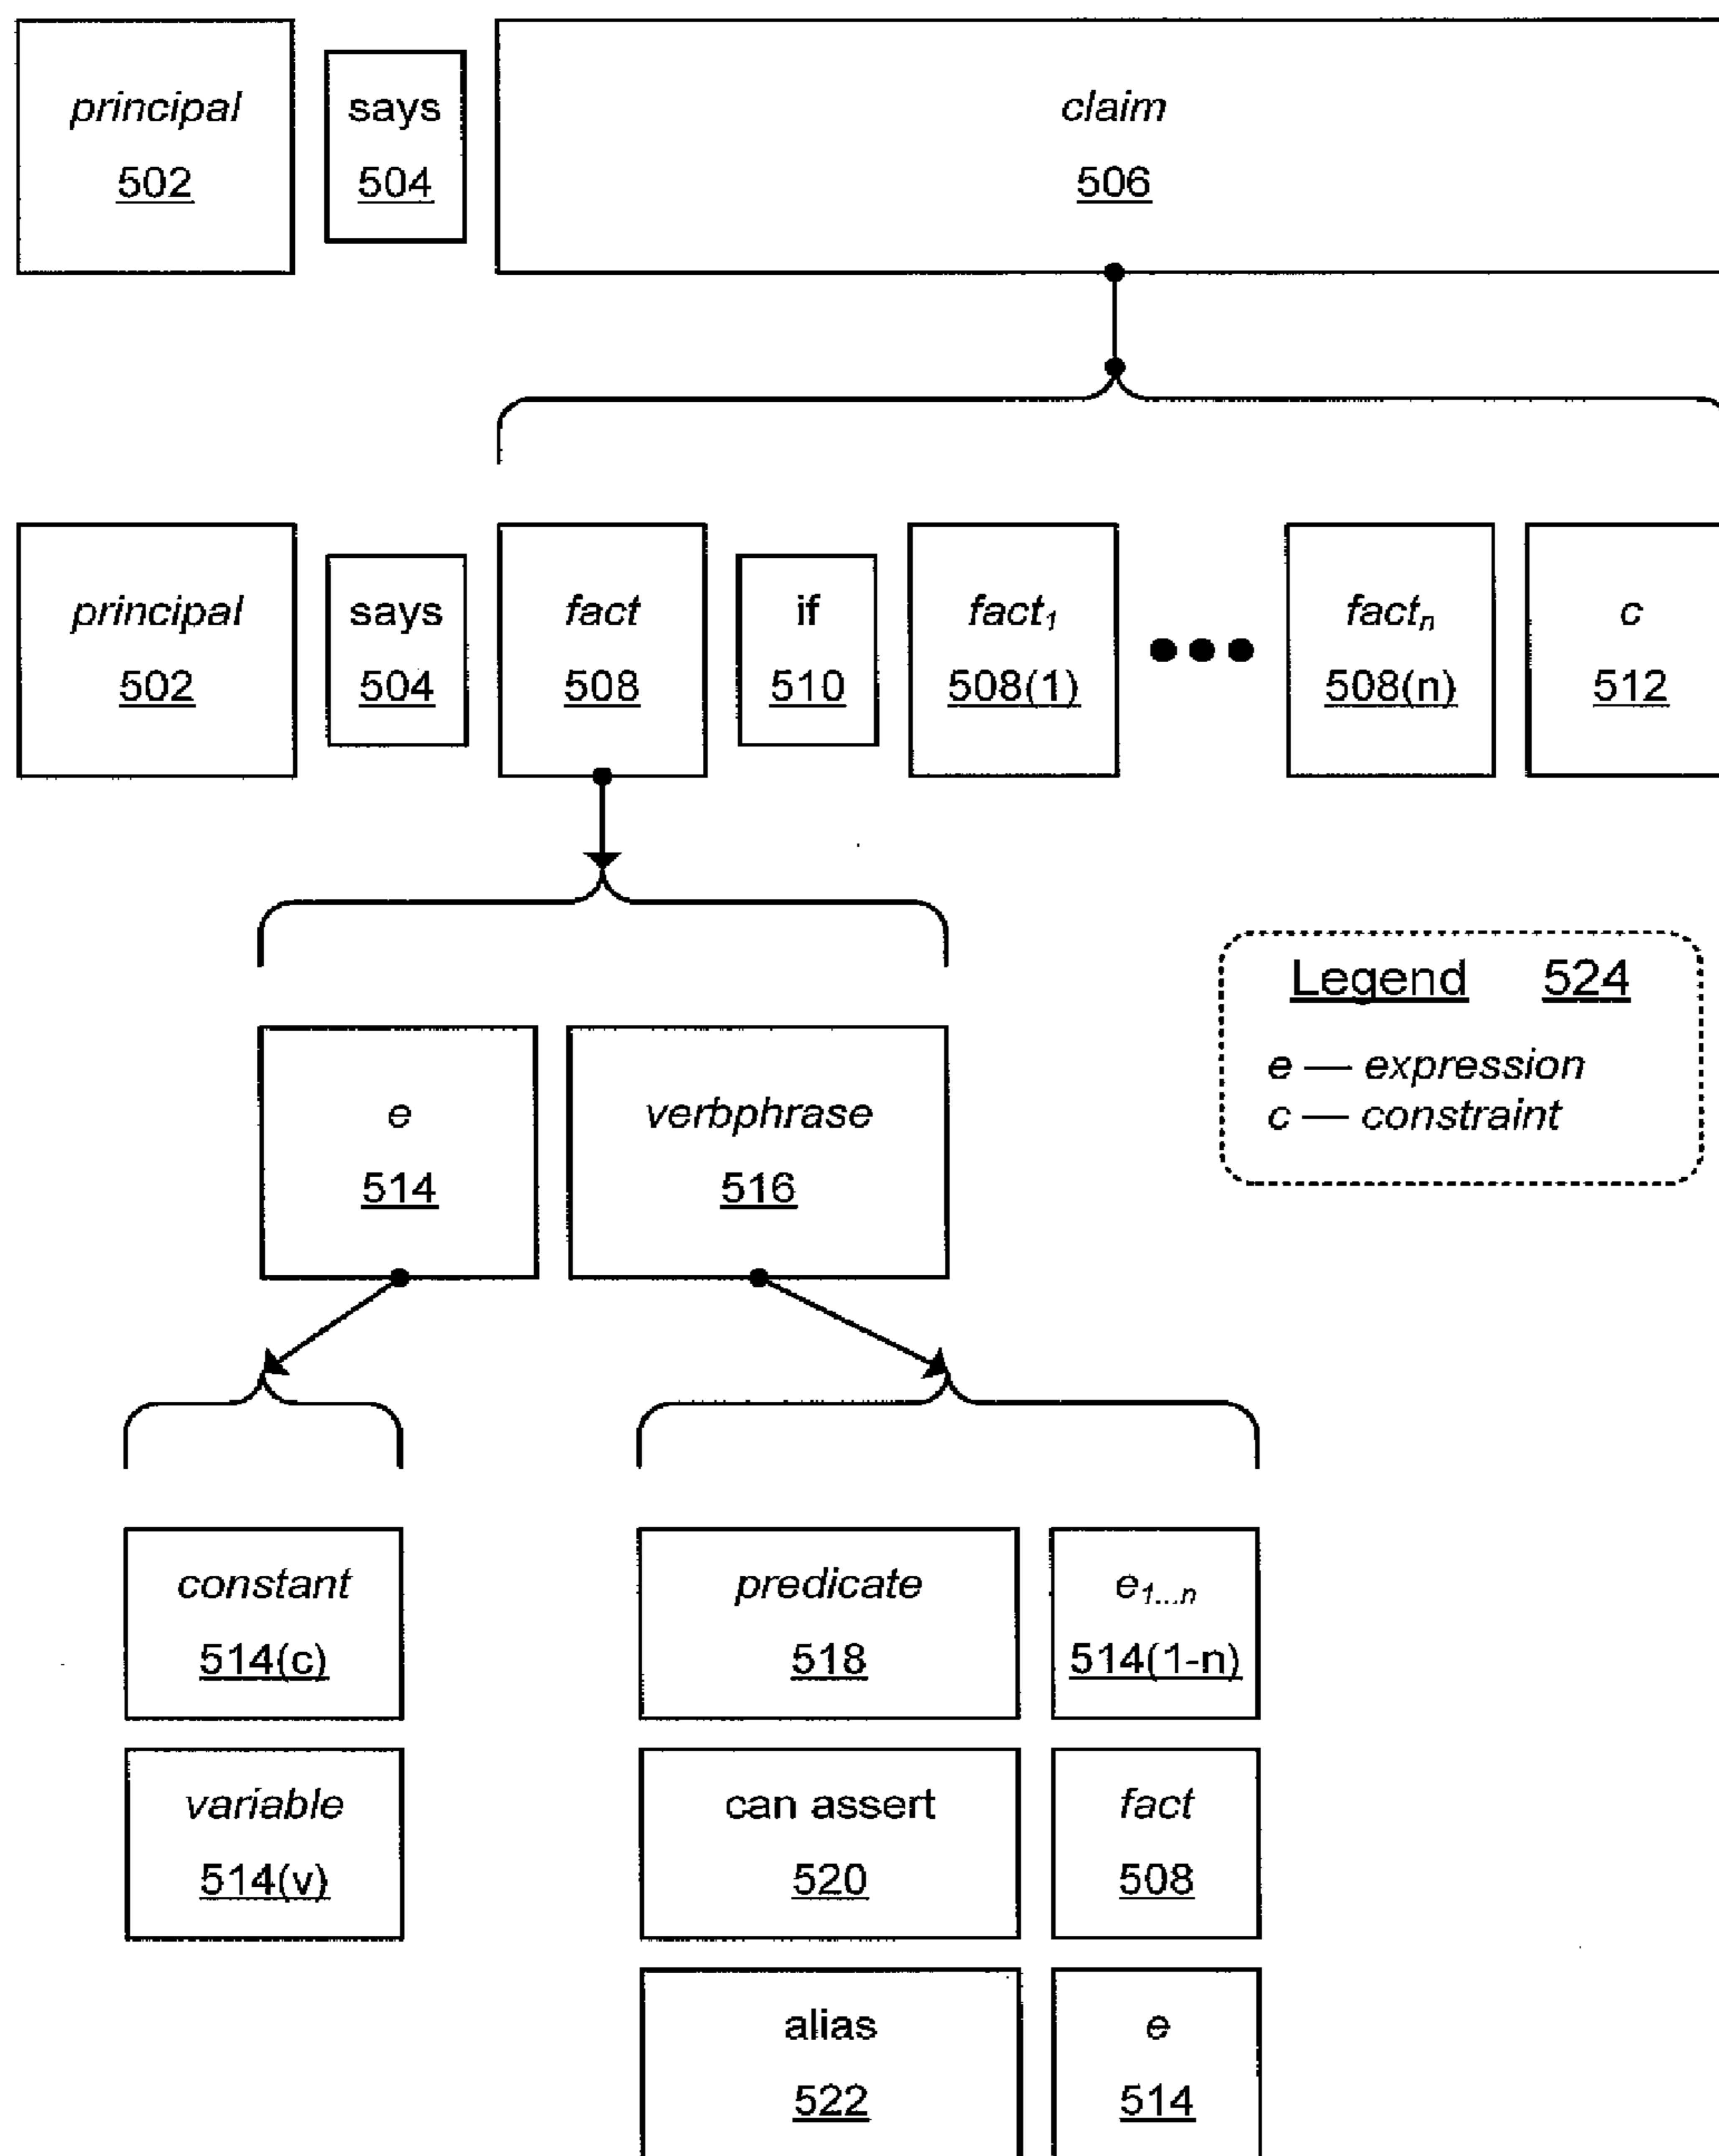 principal says claim
502 504 506
principal says fact if fact₁ ●●● factₙ c
502 504 508 510 508(1) 508(n) 512
Legend 524
e — expression
c — constraint
e verbphrase
514 516
constant predicate e₁...ₙ
514(c) 518 514(1-n)
variable can assert fact
514(v) 520 508
alias e
522 514